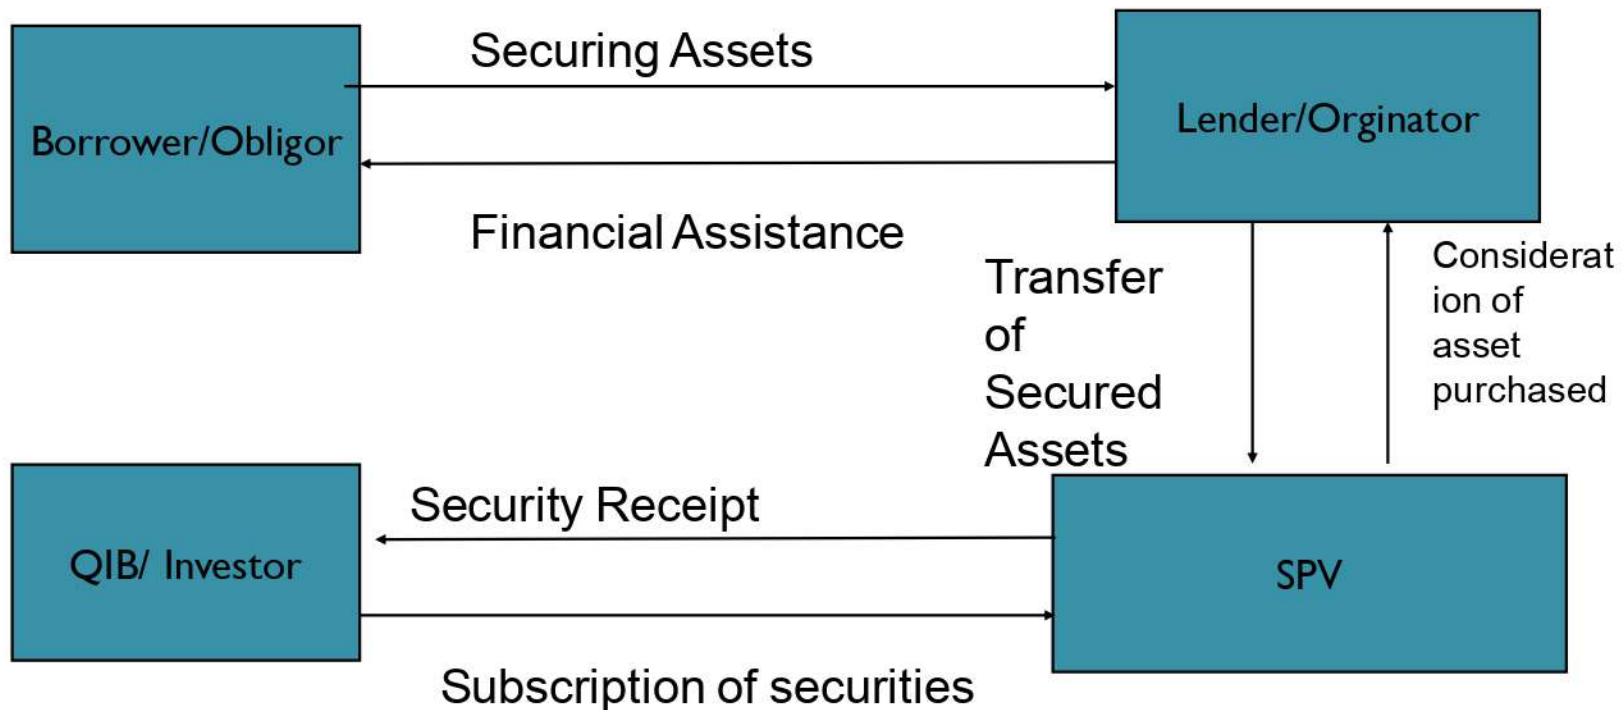 Securing Assets
Borrower/Obligor
Lender/Orginator
Financial Assistance
Transfer
of
Secured
Assets
Considerat
ion of
asset
purchased
Security Receipt
QIB/ Investor
SPV
Subscription of securities